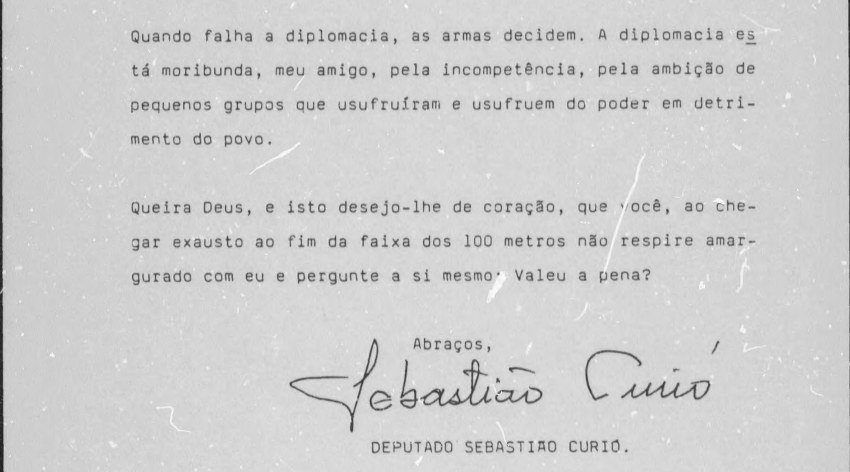 Quando falha a diplomacia, as armas decidem. A diplomacia es
tá moribunda, meu amigo, pela incompetência, pela ambição de
pequenos grupos que usufruíram e usufruem do poder em detri-
mento do povo.
Queira Deus, e isto desejo-lhe de coração, que você, ao che-
gar exausto ao fim da faixa dos 100 metros não respire amar-
gurado com eu e pergunte a si mesmo: Valeu a pena?
Abraços,
Sebastião Curió
DEPUTADO SEBASTIÃO CURIÓ.